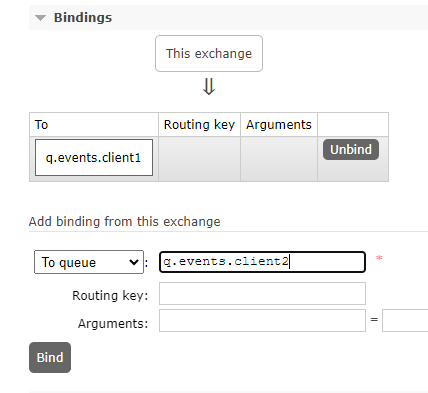 Bindings
This exchange
⇓
To Routing key Arguments
q.events.client1 Unbind
Add binding from this exchange
To queue : q.events.client2 *
Routing key:
Arguments: =
Bind